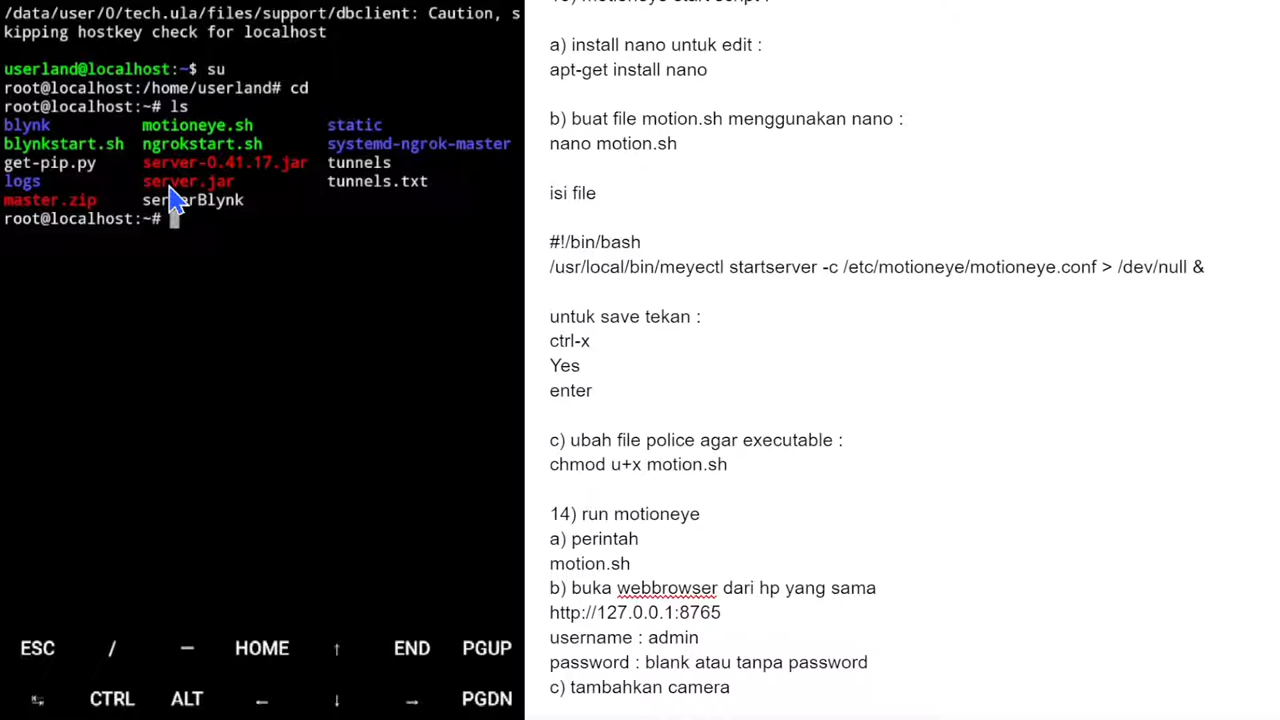 /data/user/0/tech.ula/files/support/dbclient: Caution, s
kipping hostkey check for localhost
userland@localhost:~$ su
root@localhost:/home/userland# cd
root@localhost:~# ls
blynk motioneye.sh static
blynkstart.sh ngrokstart.sh systemd-ngrok-master
get-pip.py server-0.41.17.jar tunnels
logs server.jar tunnels.txt
master.zip serverBlynk
root@localhost:~#
ESC / — HOME ↑ END PGUP
↹ CTRL ALT ← ↓ → PGDN
a) install nano untuk edit :
apt-get install nano
b) buat file motion.sh menggunakan nano :
nano motion.sh
isi file
#!/bin/bash
/usr/local/bin/meyectl startserver -c /etc/motioneye/motioneye.conf > /dev/null &
untuk save tekan :
ctrl-x
Yes
enter
c) ubah file police agar executable :
chmod u+x motion.sh
14) run motioneye
a) perintah
motion.sh
b) buka webbrowser dari hp yang sama
http://127.0.0.1:8765
username : admin
password : blank atau tanpa password
c) tambahkan camera